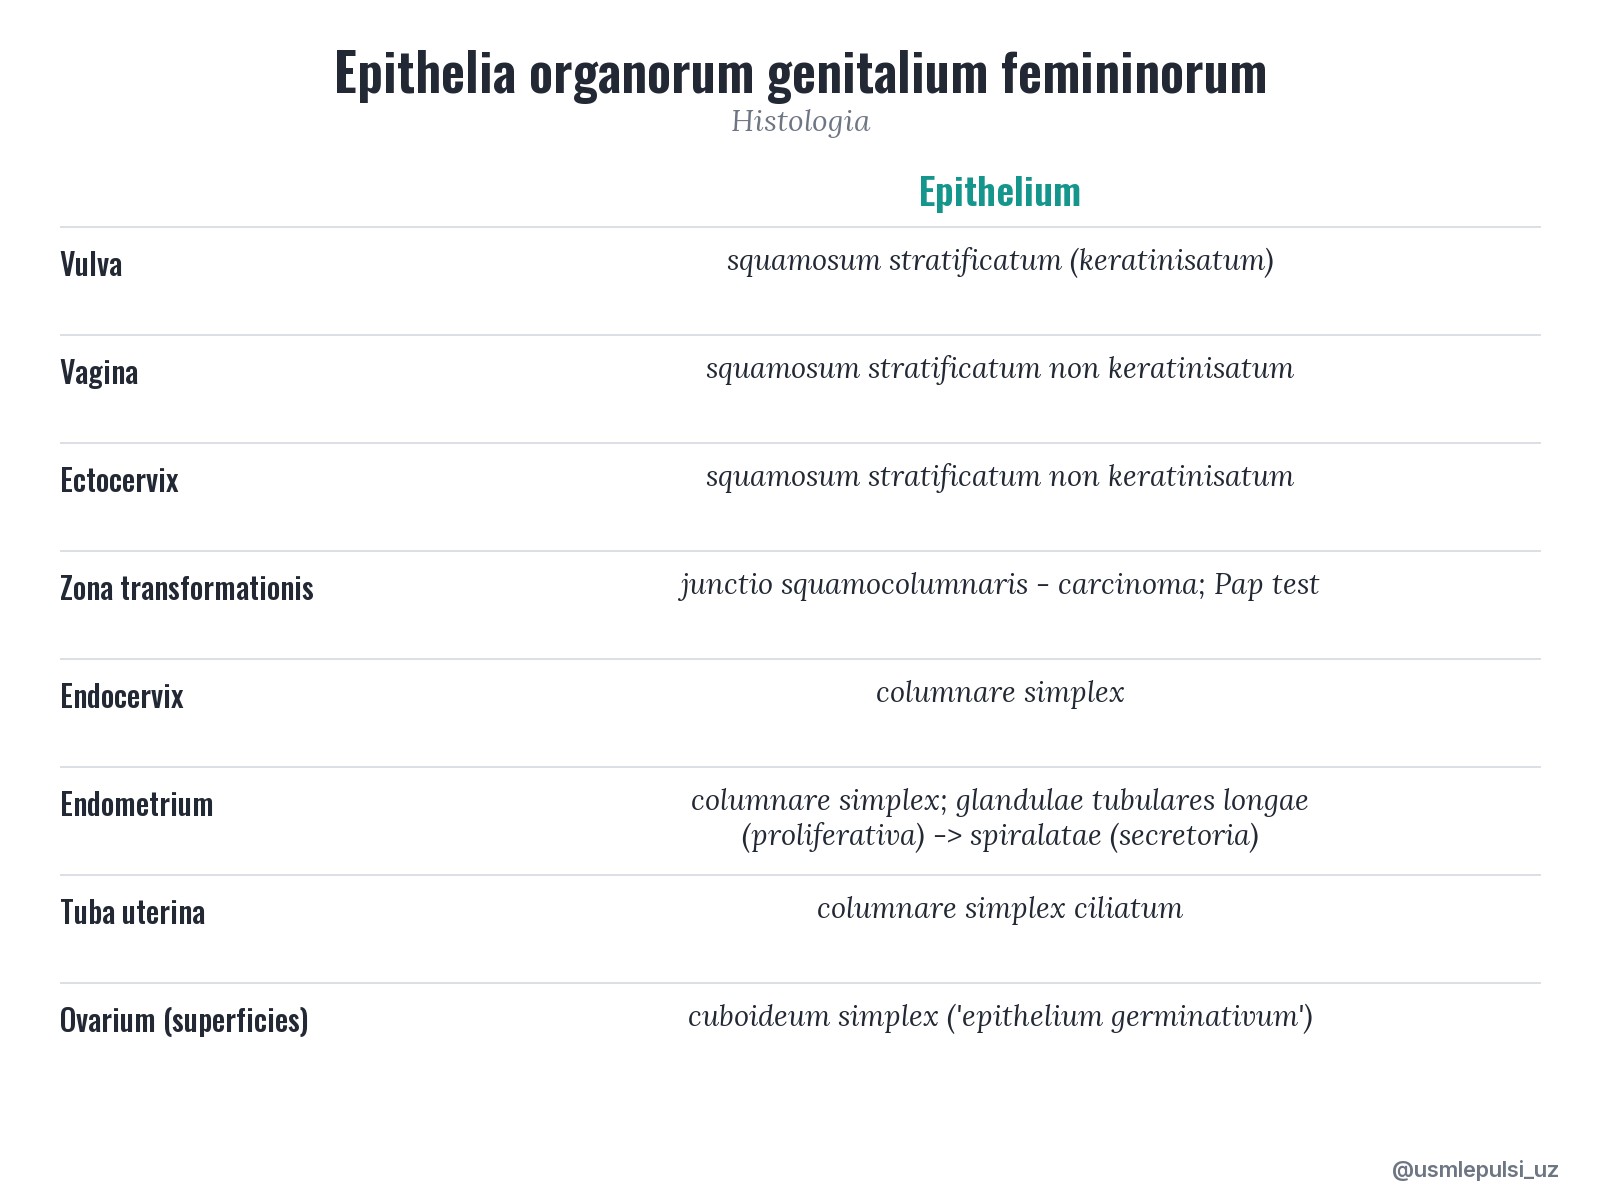 Epithelia organorum genitalium femininorum
Histologia
Epithelium
Vulva
squamosum stratificatum (keratinisatum)
Vagina
squamosum stratificatum non keratinisatum
Ectocervix
squamosum stratificatum non keratinisatum
Zona transformationis
junctio squamocolumnaris - carcinoma; Pap test
Endocervix
columnare simplex
Endometrium
columnare simplex; glandulae tubulares longae
(proliferativa) -> spiralatae (secretoria)
Tuba uterina
columnare simplex ciliatum
Ovarium (superficies)
cuboideum simplex ('epithelium germinativum')
@usmlepulsi_uz